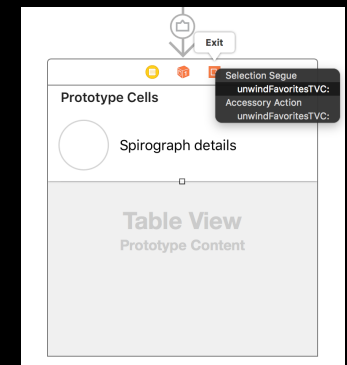 Exit
Selection Segue
unwindFavoritesTVC:
Accessory Action
unwindFavoritesTVC:
Prototype Cells
Spirograph details
Table View
Prototype Content